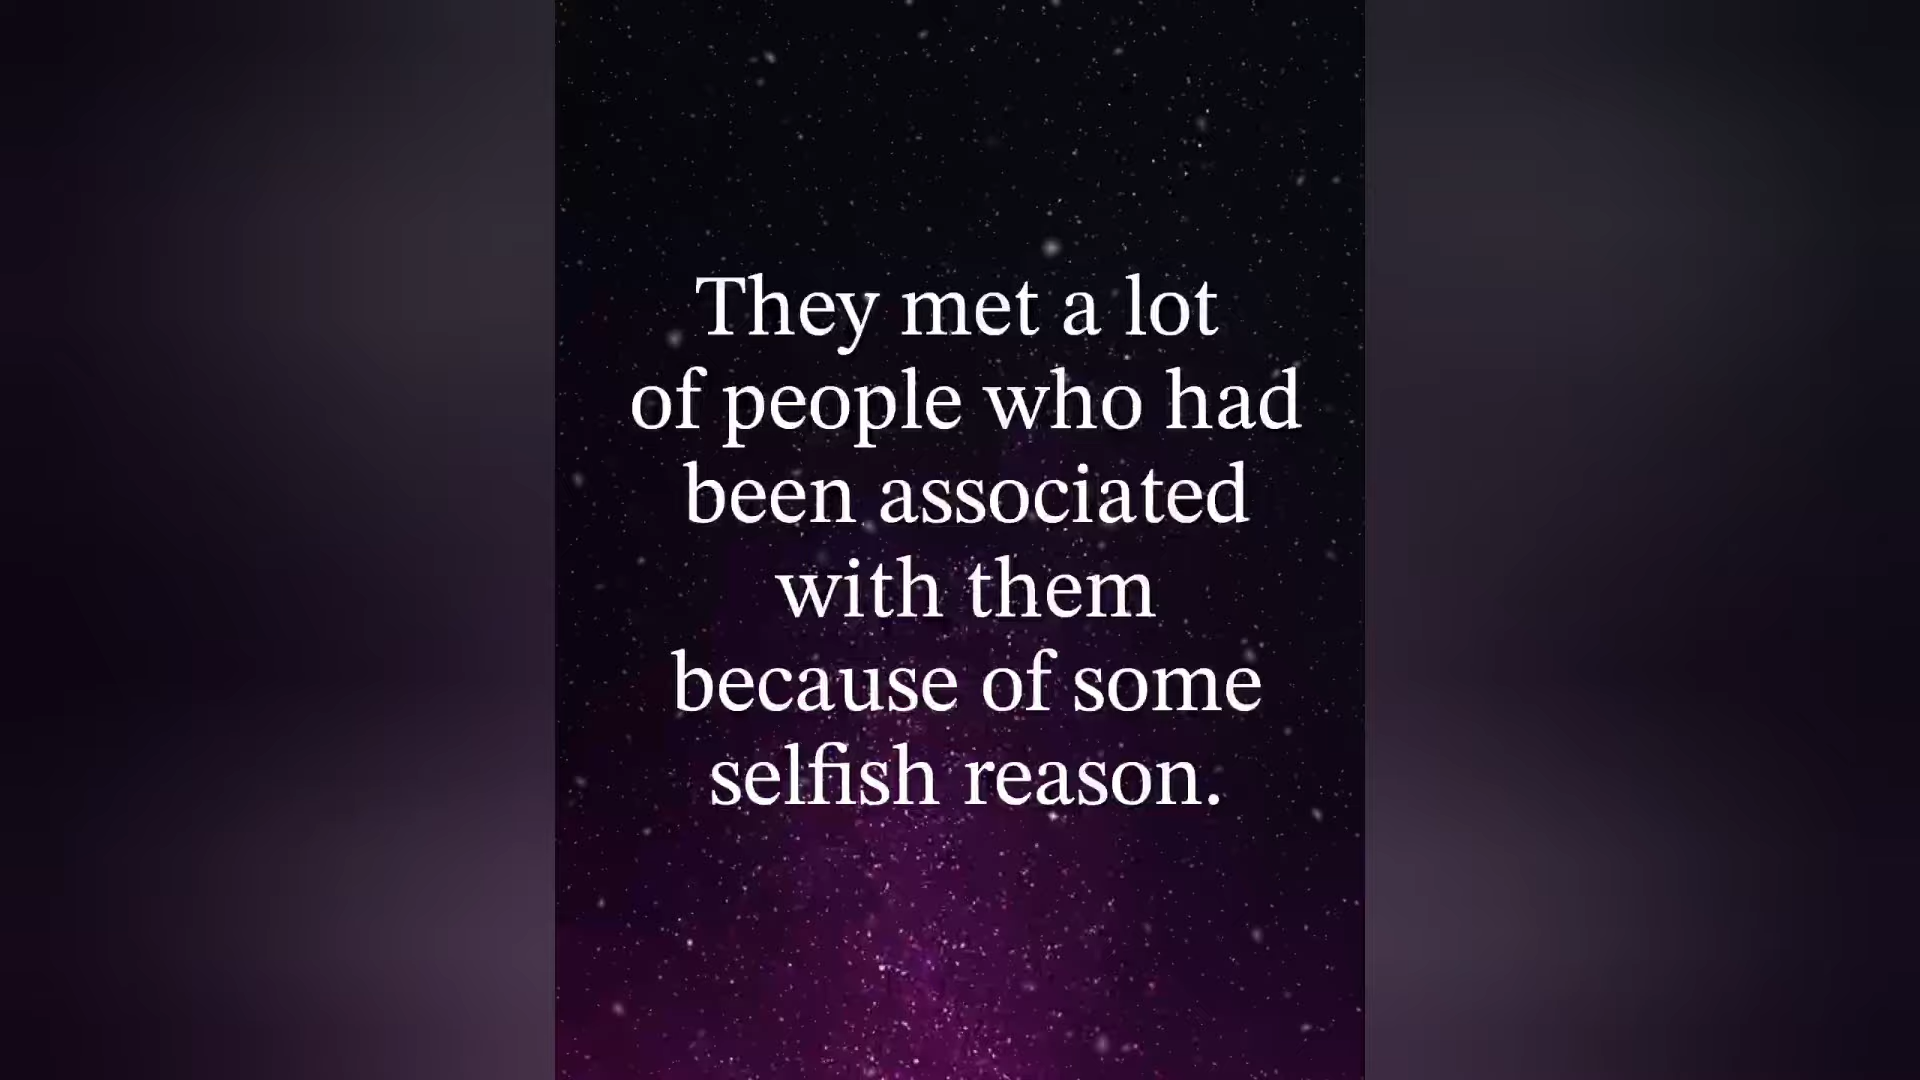 They met a lot
of people who had
been associated
with them
because of some
selfish reason.